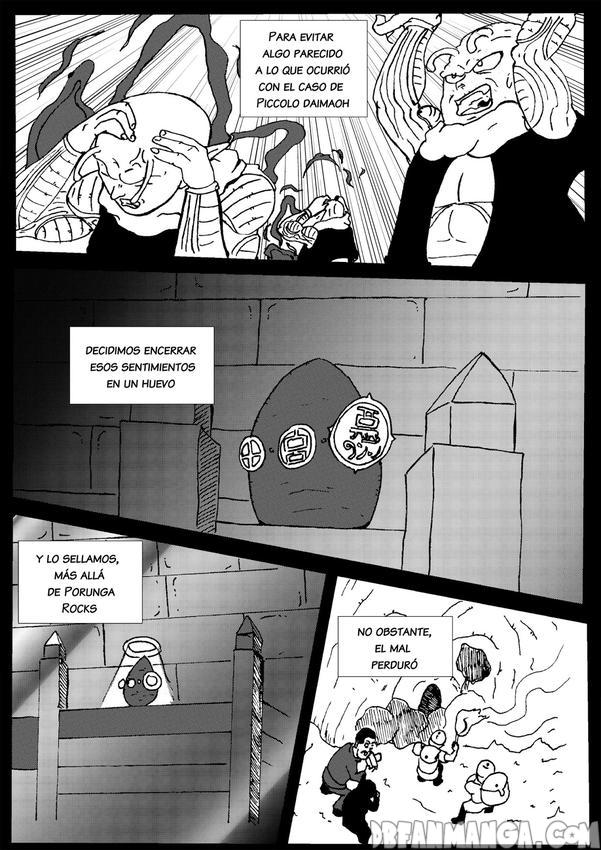 PARA EVITAR
ALGO PARECIDO
A LO QUE OCURRIÓ
CON EL CASO DE
PICCOLO DAIMAOH
DECIDIMOS ENCERRAR
ESOS SENTIMIENTOS
EN UN HUEVO
Y LO SELLAMOS,
MÁS ALLÁ
DE PORUNGA
ROCKS
NO OBSTANTE,
EL MAL
PERDURÓ
DBFANMANGA.COM